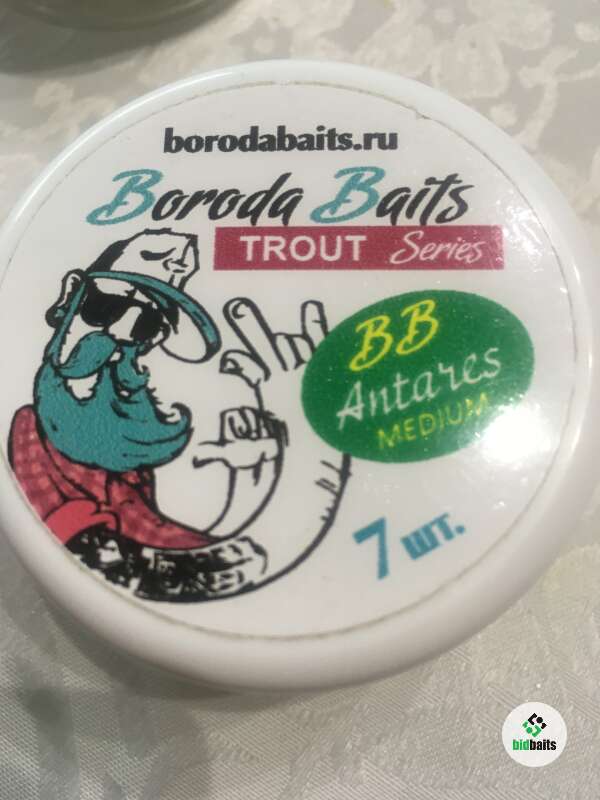 borodabaits.ru
Boroda Baits
TROUT Series
BB
Antares
MEDIUM
7 шт.
bidbaits